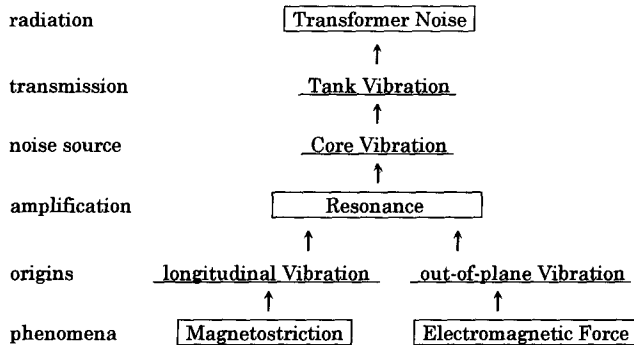 radiation Transformer Noise
transmission Tank Vibration
noise source Core Vibration
amplification Resonance
origins longitudinal Vibration out-of-plane Vibration
phenomena Magnetostriction Electromagnetic Force